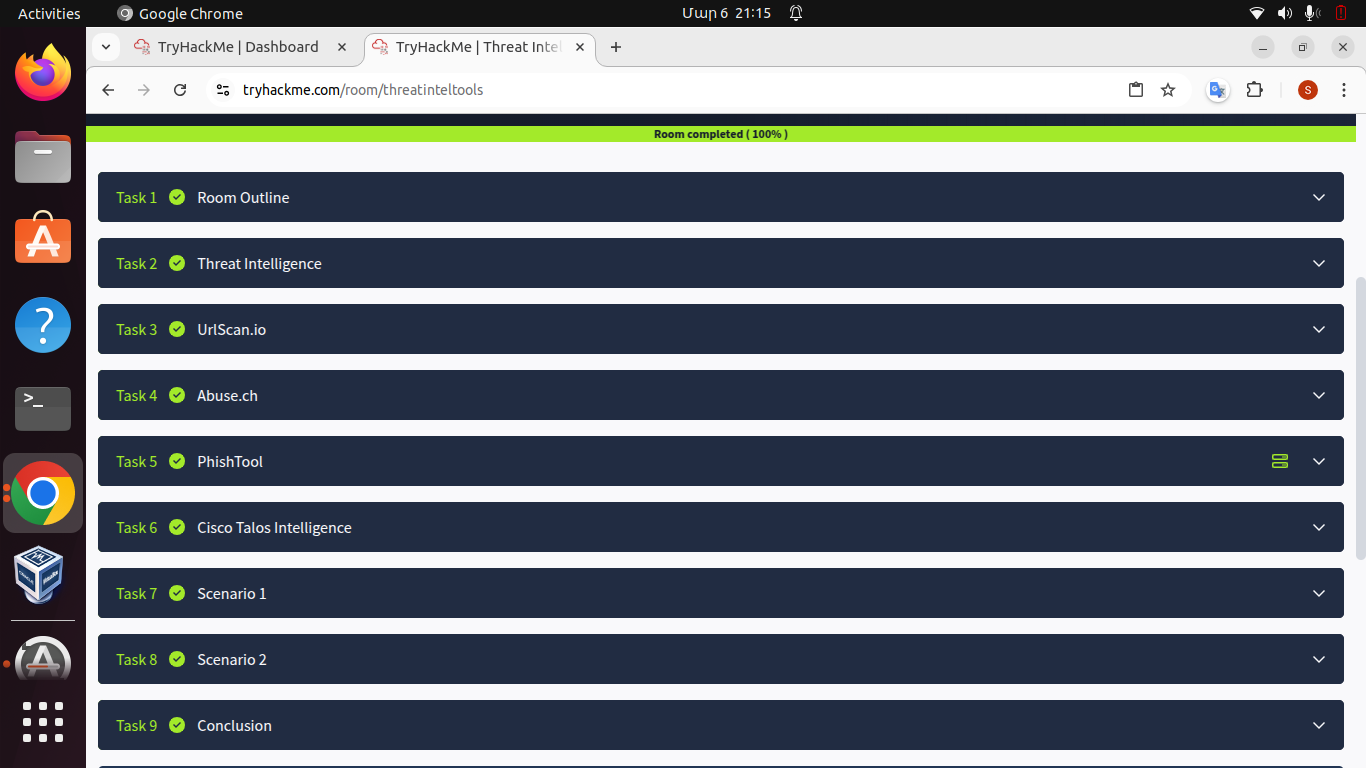 Activities Google Chrome Մար 6 21:15
TryHackMe | Dashboard TryHackMe | Threat Intel
tryhackme.com/room/threatinteltools S
Room completed ( 100% )
Task 1 Room Outline
Task 2 Threat Intelligence
Task 3 UrlScan.io
Task 4 Abuse.ch
Task 5 PhishTool
Task 6 Cisco Talos Intelligence
Task 7 Scenario 1
Task 8 Scenario 2
Task 9 Conclusion